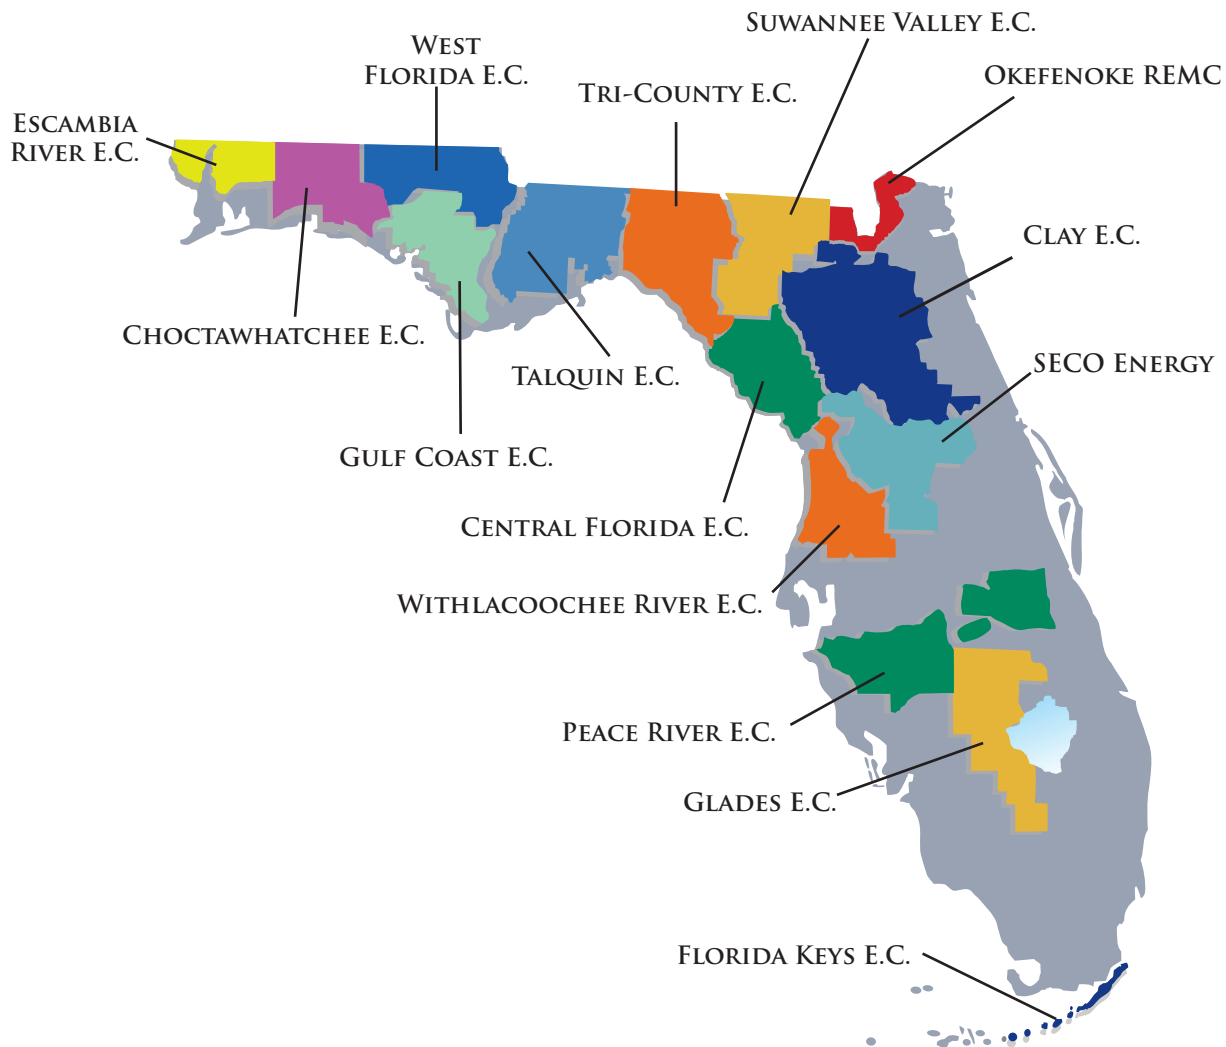 Suwannee Valley E.C.
West
Florida E.C.
Okefenoke REMC
Tri-County E.C.
Escambia
River E.C.
Clay E.C.
Choctawhatchee E.C.
SECO Energy
Talquin E.C.
Gulf Coast E.C.
Central Florida E.C.
Withlacoochee River E.C.
Peace River E.C.
Glades E.C.
Florida Keys E.C.